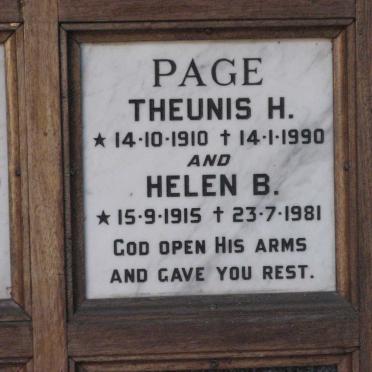 PAGE
THEUNIS H.
★ 14·10·1910 ✝ 14·1·1990
AND
HELEN B.
★ 15·9·1915 ✝ 23·7·1981
GOD OPEN HIS ARMS
AND GAVE YOU REST.